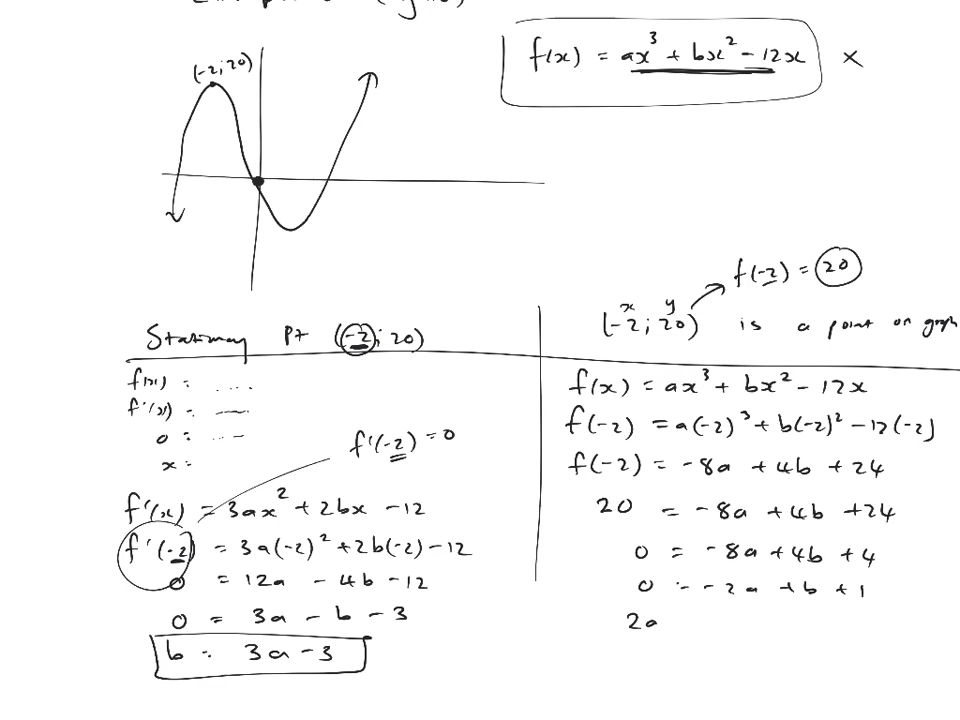 f(x) = ax³ + bx² - 12x
(-2;20)
f(-2) = 20
x y
(-2; 20) is a point on graph
Stationary Pt (-2; 20)
f(x) = ....
f'(x) = —
0 = ...
x =
f'(-2) = 0
f'(x) = 3ax² + 2bx - 12
f'(-2) = 3a(-2)² + 2b(-2) - 12
0 = 12a - 4b - 12
0 = 3a - b - 3
b = 3a - 3
f(x) = ax³ + bx² - 12x
f(-2) = a(-2)³ + b(-2)² - 12(-2)
f(-2) = -8a + 4b + 24
20 = -8a + 4b + 24
0 = -8a + 4b + 4
0 = -2a + b + 1
2a